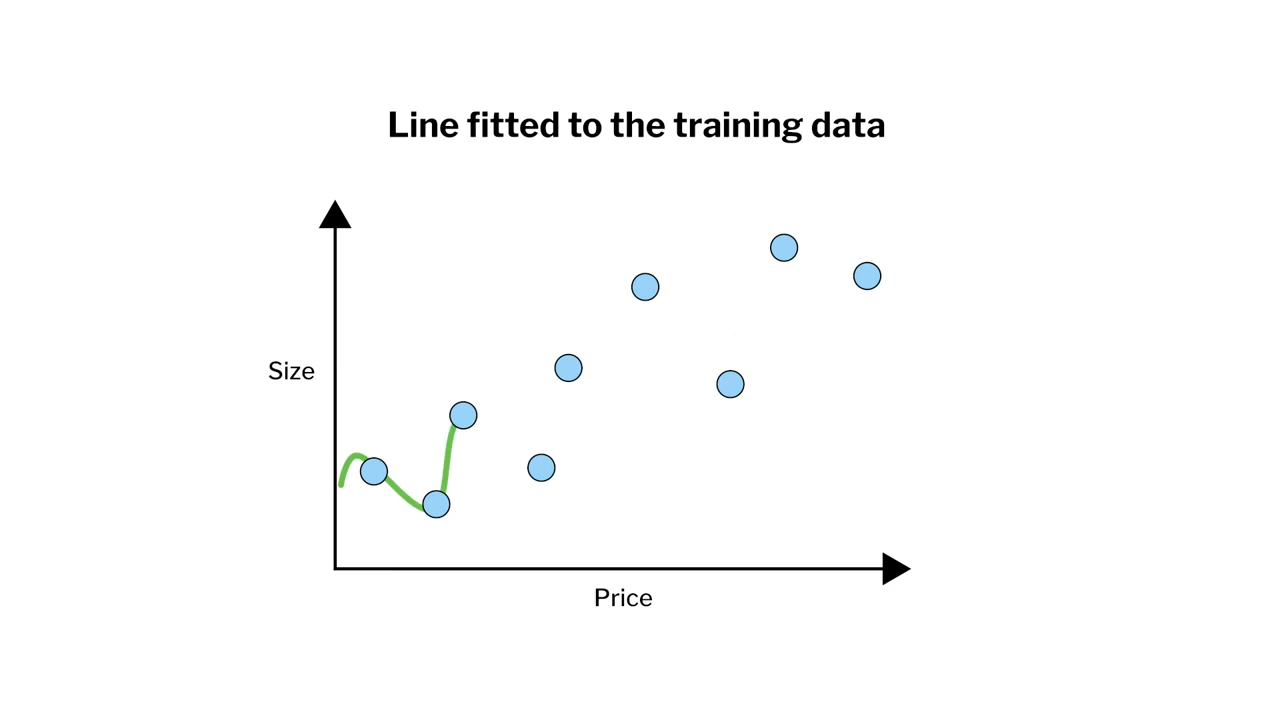 Line fitted to the training data
Size
Price